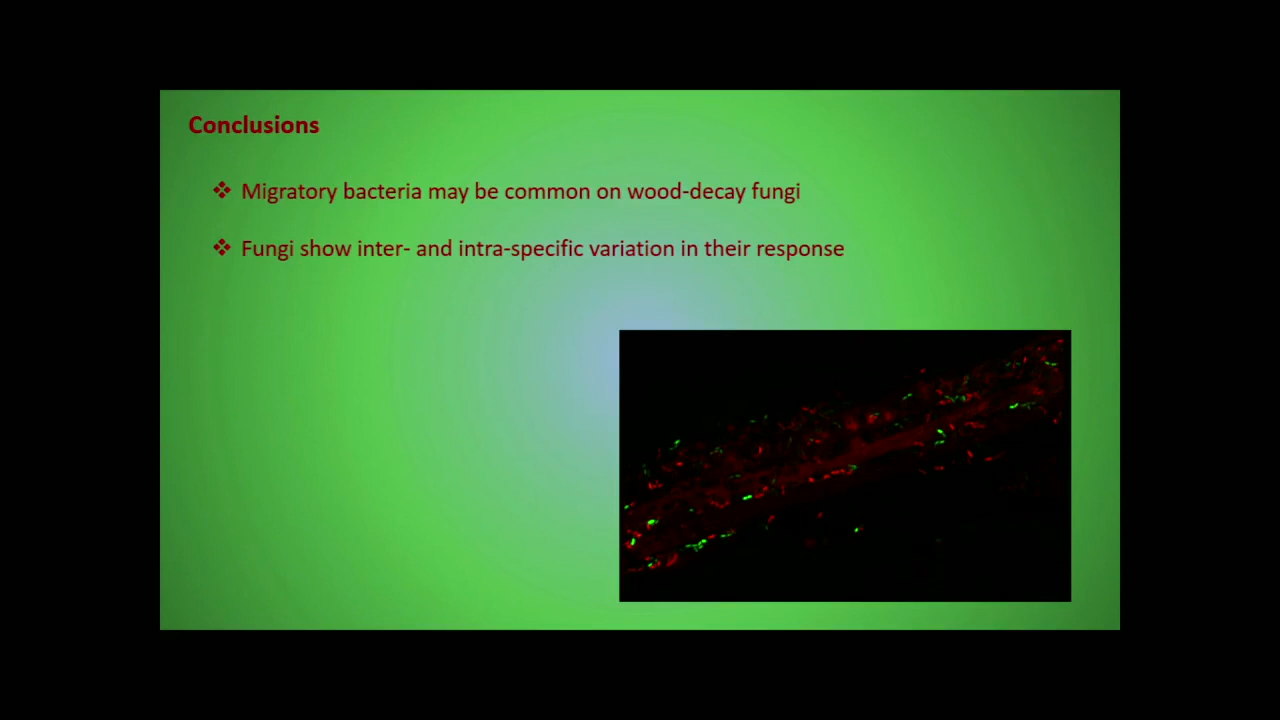 Conclusions
❖ Migratory bacteria may be common on wood-decay fungi
❖ Fungi show inter- and intra-specific variation in their response